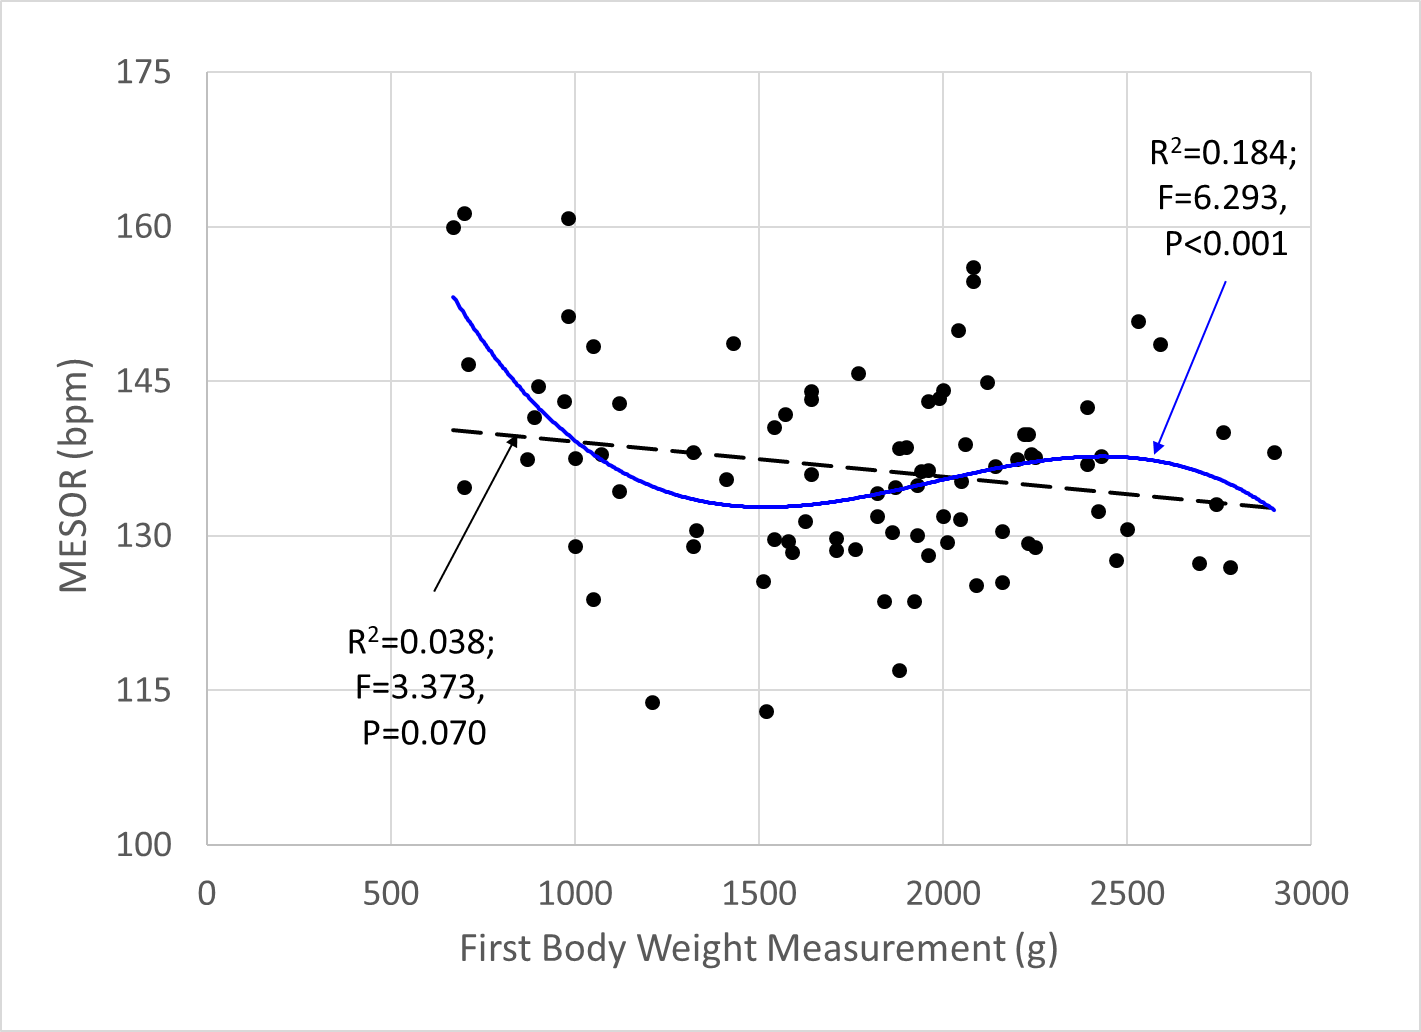 175
160
145
130
115
100
MESOR (bpm)
R²=0.184;
F=6.293,
P<0.001
R²=0.038;
F=3.373,
P=0.070
0 500 1000 1500 2000 2500 3000
First Body Weight Measurement (g)